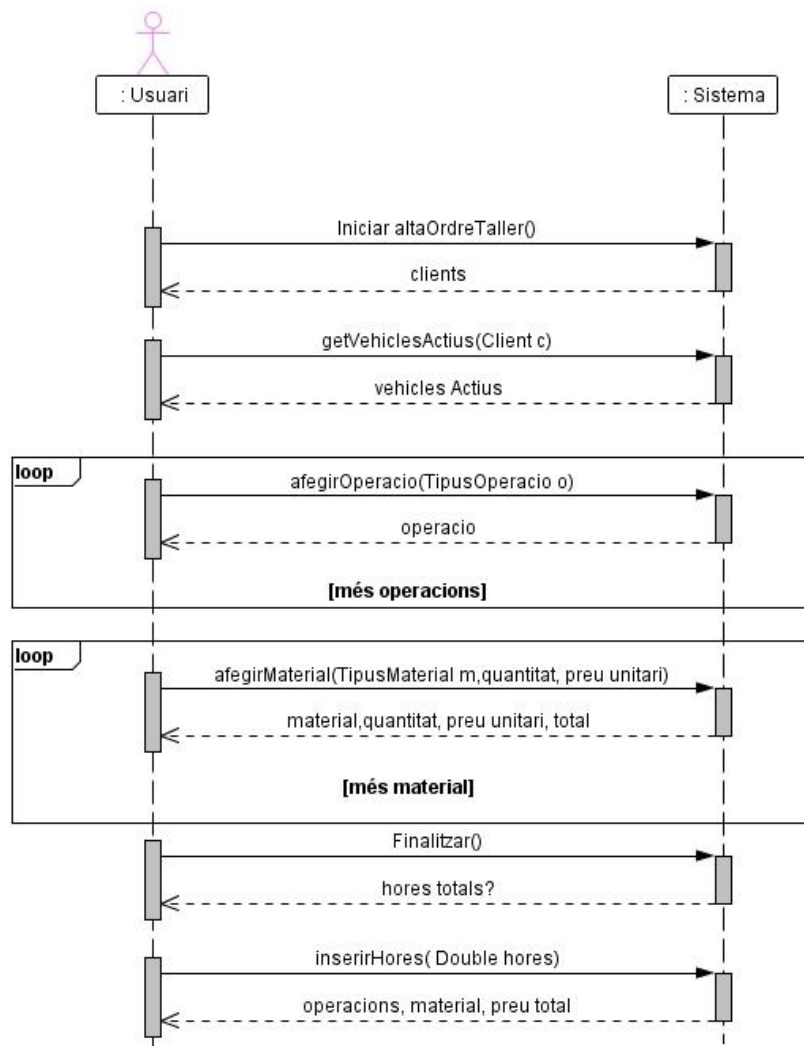 : Usuari
: Sistema
Iniciar altaOrdreTaller()
clients
getVehiclesActius(Client c)
vehicles Actius
loop
afegirOperacio(TipusOperacio o)
operacio
[més operacions]
loop
afegirMaterial(TipusMaterial m,quantitat, preu unitari)
material,quantitat, preu unitari, total
[més material]
Finalitzar()
hores totals?
inserirHores( Double hores)
operacions, material, preu total